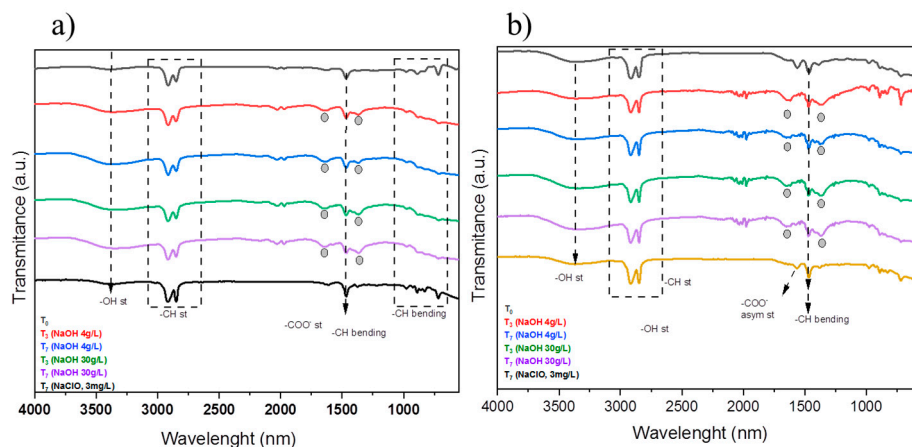 a)
Transmitance (a.u.)
-OH st
-CH st
-COO⁻ st
-CH bending
-CH bending
T0
T3 (NaOH 4g/L)
T7 (NaOH 4g/L)
T3 (NaOH 30g/L)
T7 (NaOH 30g/L)
T7 (NaClO, 3mg/L)
4000 3500 3000 2500 2000 1500 1000
Wavelenght (nm)
b)
Transmitance (a.u.)
-OH st
-CH st
-OH st
-COO⁻
asym st
-CH bending
T0
T3 (NaOH 4g/L)
T7 (NaOH 4g/L)
T3 (NaOH 30g/L)
T7 (NaOH 30g/L)
T7 (NaClO, 3mg/L)
4000 3500 3000 2500 2000 1500 1000
Wavelenght (nm)